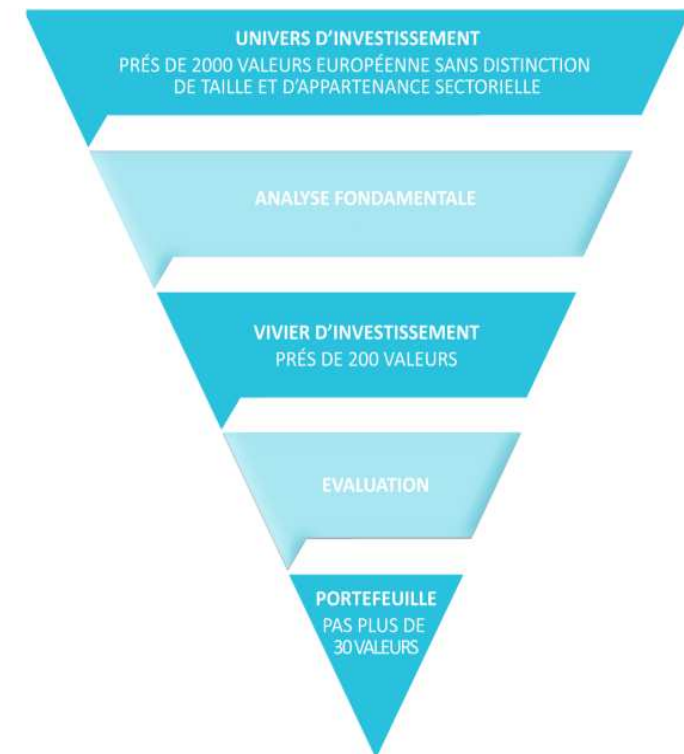 UNIVERS D'INVESTISSEMENT
PRÉS DE 2000 VALEURS EUROPÉENNE SANS DISTINCTION
DE TAILLE ET D'APPARTENANCE SECTORIELLE
ANALYSE FONDAMENTALE
VIVIER D'INVESTISSEMENT
PRÉS DE 200 VALEURS
EVALUATION
PORTEFEUILLE
PAS PLUS DE
30 VALEURS